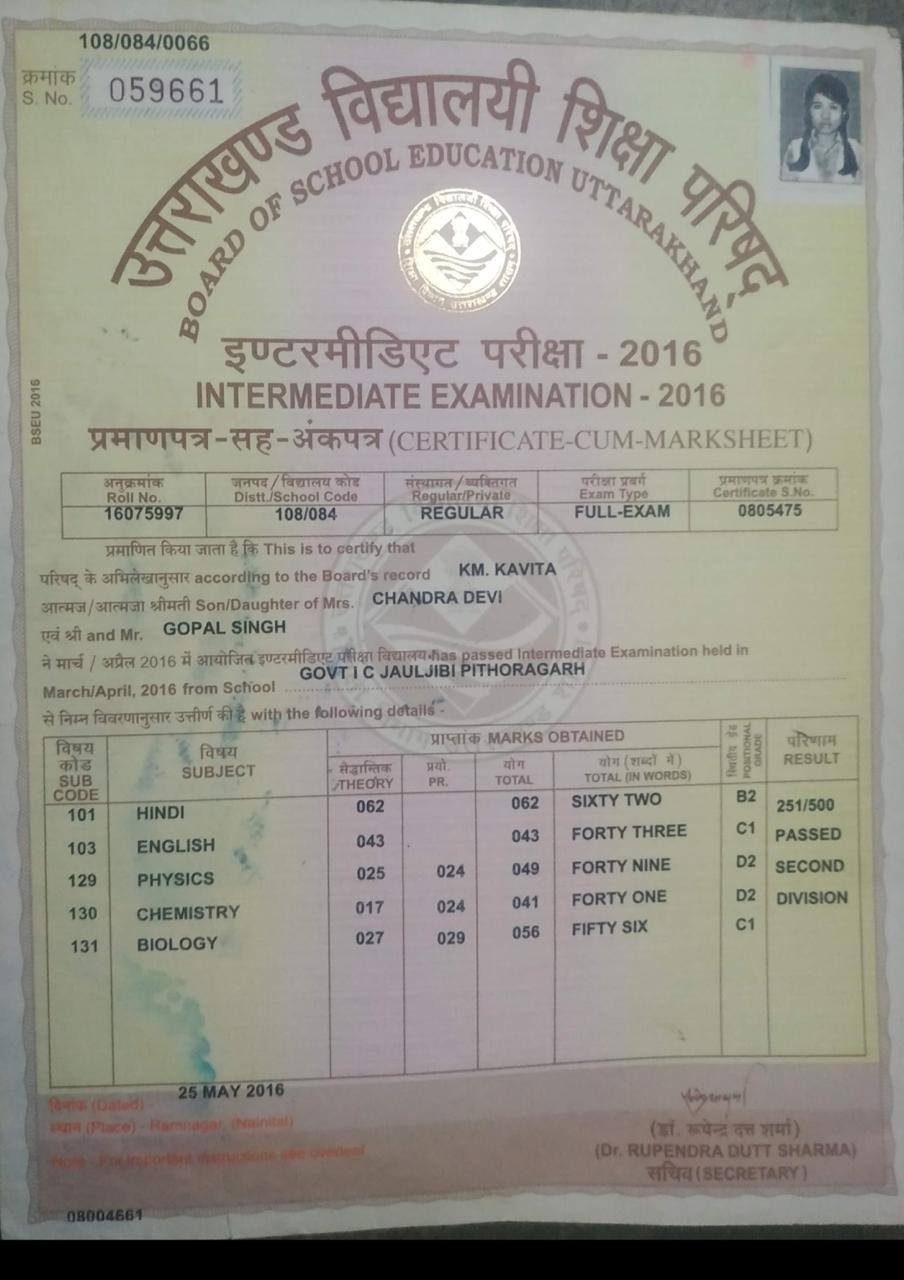 108/084/0066
क्रमांक
S. No. 059661
उत्तराखण्ड विद्यालयी शिक्षा परिषद्
BOARD OF SCHOOL EDUCATION UTTARAKHAND
इण्टरमीडिएट परीक्षा - 2016
INTERMEDIATE EXAMINATION - 2016
BSEU 2016
प्रमाणपत्र-सह-अंकपत्र (CERTIFICATE-CUM-MARKSHEET)
अनुक्रमांक जनपद/विद्यालय कोड संस्थागत/व्यक्तिगत परीक्षा प्रवर्ग प्रमाणपत्र क्रमांक
Roll No. Distt./School Code Regular/Private Exam Type Certificate S.No.
16075997 108/084 REGULAR FULL-EXAM 0805475
प्रमाणित किया जाता है कि This is to certify that
परिषद् के अभिलेखानुसार according to the Board's record KM. KAVITA
आत्मज/आत्मजा श्रीमती Son/Daughter of Mrs. CHANDRA DEVI
एवं श्री and Mr. GOPAL SINGH
ने मार्च / अप्रैल 2016 में आयोजित इण्टरमीडिएट परीक्षा विद्यालय has passed Intermediate Examination held in
March/April, 2016 from School GOVT I C JAULJIBI PITHORAGARH
से निम्न विवरणानुसार उत्तीर्ण की है with the following details -
विषय कोड SUB CODE विषय SUBJECT प्राप्तांक MARKS OBTAINED POSITIONAL GRADE परिणाम RESULT
सैद्धान्तिक THEORY प्रयो. PR. योग TOTAL योग (शब्दों में) TOTAL (IN WORDS)
101 HINDI 062 062 SIXTY TWO B2 251/500
103 ENGLISH 043 043 FORTY THREE C1 PASSED
129 PHYSICS 025 024 049 FORTY NINE D2 SECOND
130 CHEMISTRY 017 024 041 FORTY ONE D2 DIVISION
131 BIOLOGY 027 029 056 FIFTY SIX C1
दिनांक (Dated) - 25 MAY 2016
स्थान (Place) - Ramnagar, (Nainital)
Note - For important instructions see overleaf
(डॉ. रूपेन्द्र दत्त शर्मा)
(Dr. RUPENDRA DUTT SHARMA)
सचिव (SECRETARY)
08004661